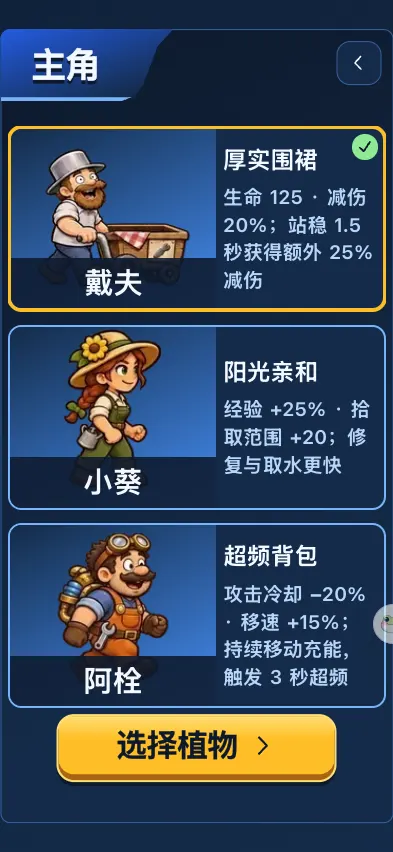 主角
厚实围裙
生命 125 · 减伤
20%；站稳 1.5
秒获得额外 25%
减伤
戴夫
阳光亲和
经验 +25% · 拾
取范围 +20；修
复与取水更快
小葵
超频背包
攻击冷却 −20%
· 移速 +15%；
持续移动充能，
触发 3 秒超频
阿栓
选择植物